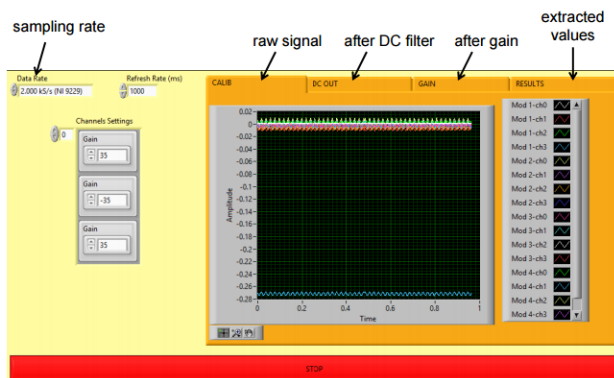 sampling rate
raw signal
after DC filter
after gain
extracted
values
Data Rate
2.000 kS/s (NI 9229)
Refresh Rate (ms)
1000
Channels Settings
0
Gain
35
Gain
-35
Gain
35
CALIB
DC OUT
GAIN
RESULTS
Amplitude
0.02
0
-0.02
-0.04
-0.06
-0.08
-0.1
-0.12
-0.14
-0.16
-0.18
-0.2
-0.22
-0.24
-0.26
-0.28
0
0.2
0.4
0.6
0.8
1
Time
Mod 1-ch0
Mod 1-ch1
Mod 1-ch2
Mod 1-ch3
Mod 2-ch0
Mod 2-ch1
Mod 2-ch2
Mod 2-ch3
Mod 3-ch0
Mod 3-ch1
Mod 3-ch2
Mod 3-ch3
Mod 4-ch0
Mod 4-ch1
Mod 4-ch2
Mod 4-ch3
STOP